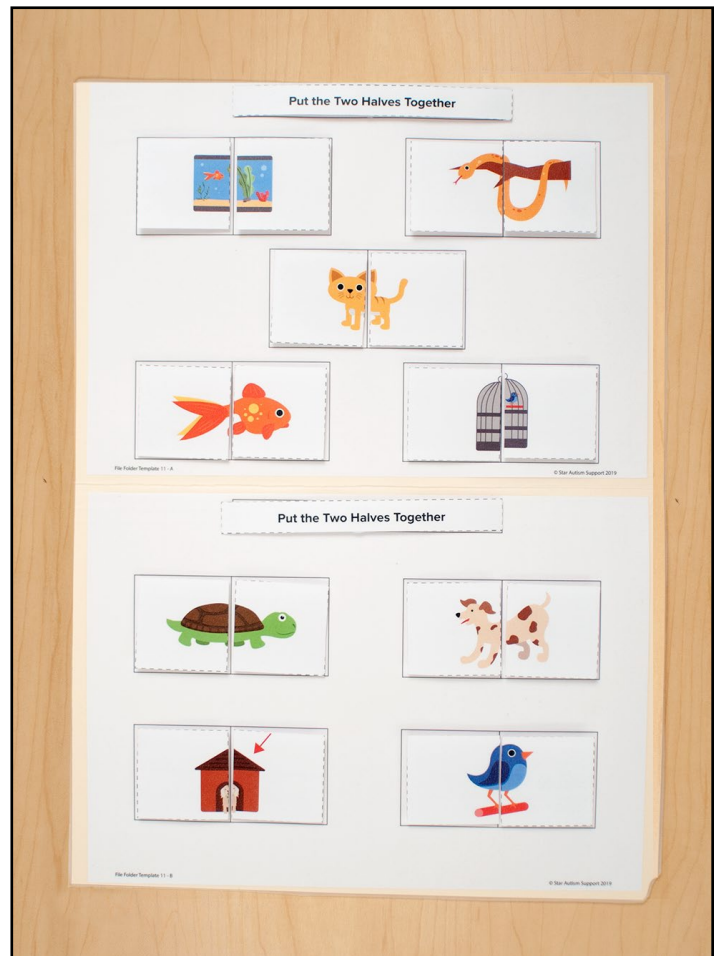 Put the Two Halves Together
File Folder Template 11 - A
© Star Autism Support 2019
Put the Two Halves Together
File Folder Template 11 - B
© Star Autism Support 2019